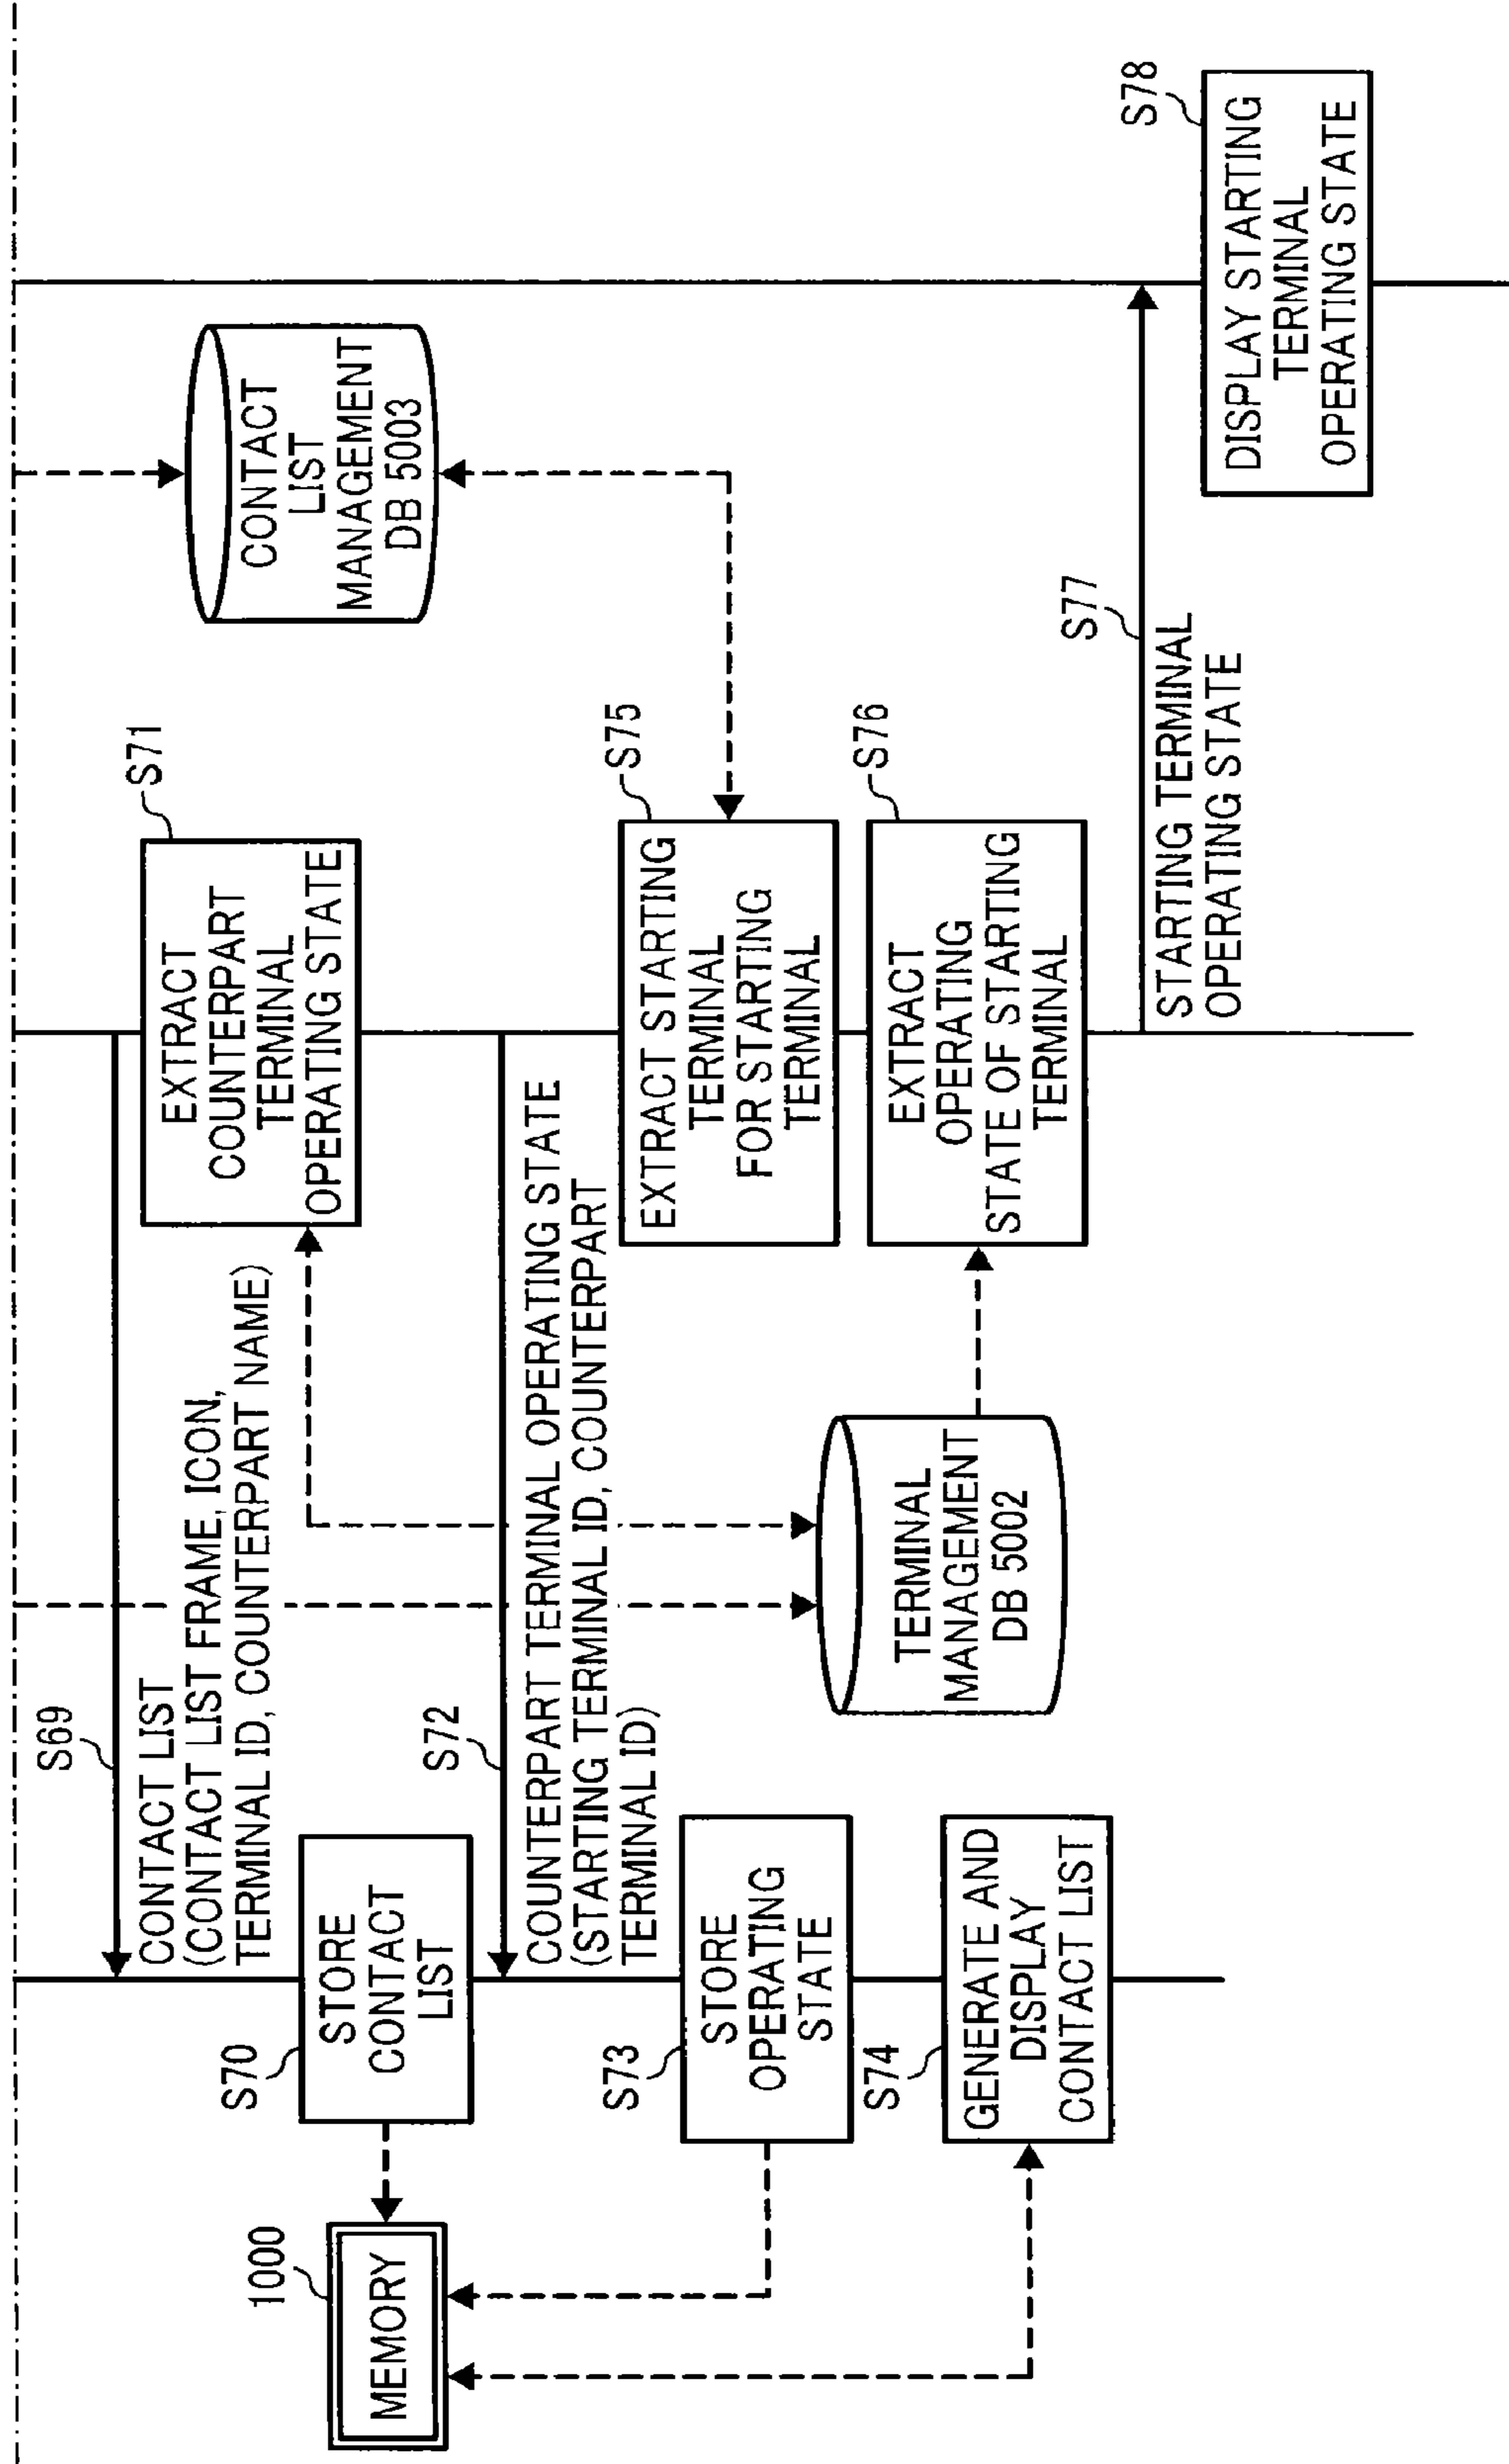 S69
CONTACT LIST
(CONTACT LIST FRAME, ICON,
TERMINAL ID, COUNTERPART NAME)
S70
STORE
CONTACT
LIST
1000
MEMORY
S71
EXTRACT
COUNTERPART
TERMINAL
OPERATING STATE
CONTACT
LIST
MANAGEMENT
DB 5003
S72
COUNTERPART TERMINAL OPERATING STATE
(STARTING TERMINAL ID, COUNTERPART
TERMINAL ID)
S73
STORE
OPERATING
STATE
S74
GENERATE AND
DISPLAY
CONTACT LIST
TERMINAL
MANAGEMENT
DB 5002
S75
EXTRACT STARTING
TERMINAL
FOR STARTING
TERMINAL
S76
EXTRACT
OPERATING
STATE OF STARTING
TERMINAL
S77
STARTING TERMINAL
OPERATING STATE
S78
DISPLAY STARTING
TERMINAL
OPERATING STATE